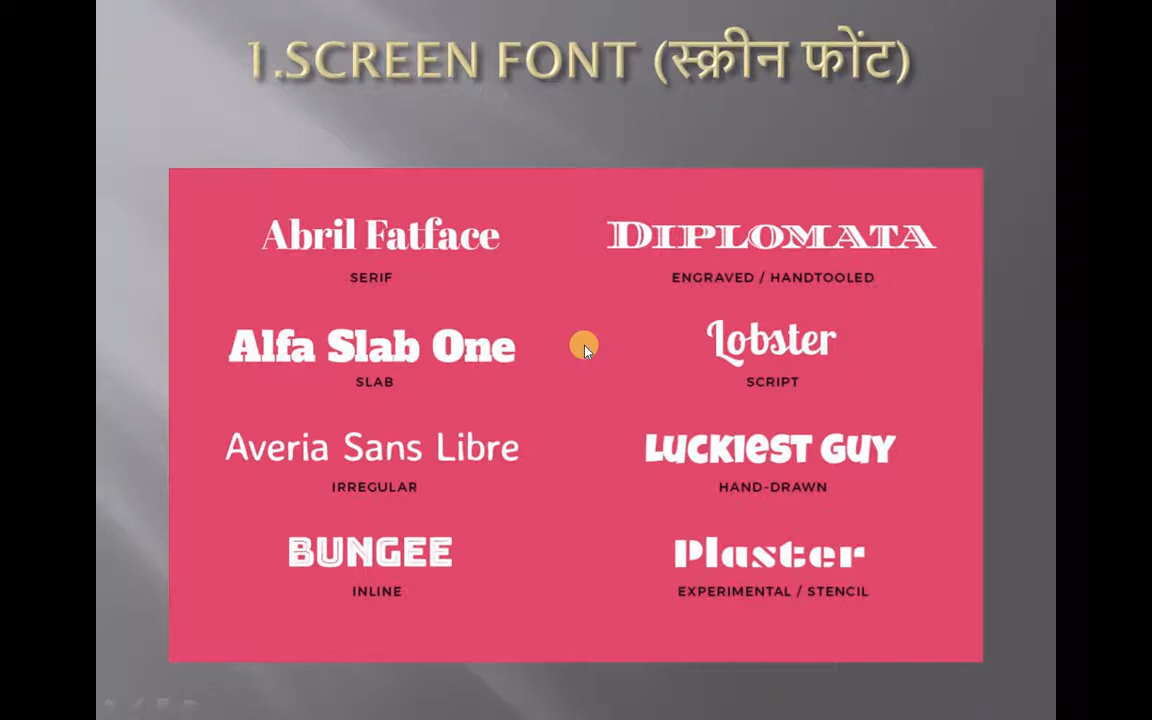 1.SCREEN FONT (स्क्रीन फोंट)
Abril Fatface
SERIF
DIPLOMATA
ENGRAVED / HANDTOOLED
Alfa Slab One
SLAB
Lobster
SCRIPT
Averia Sans Libre
IRREGULAR
LUCKIEST GUY
HAND-DRAWN
BUNGEE
INLINE
Plaster
EXPERIMENTAL / STENCIL